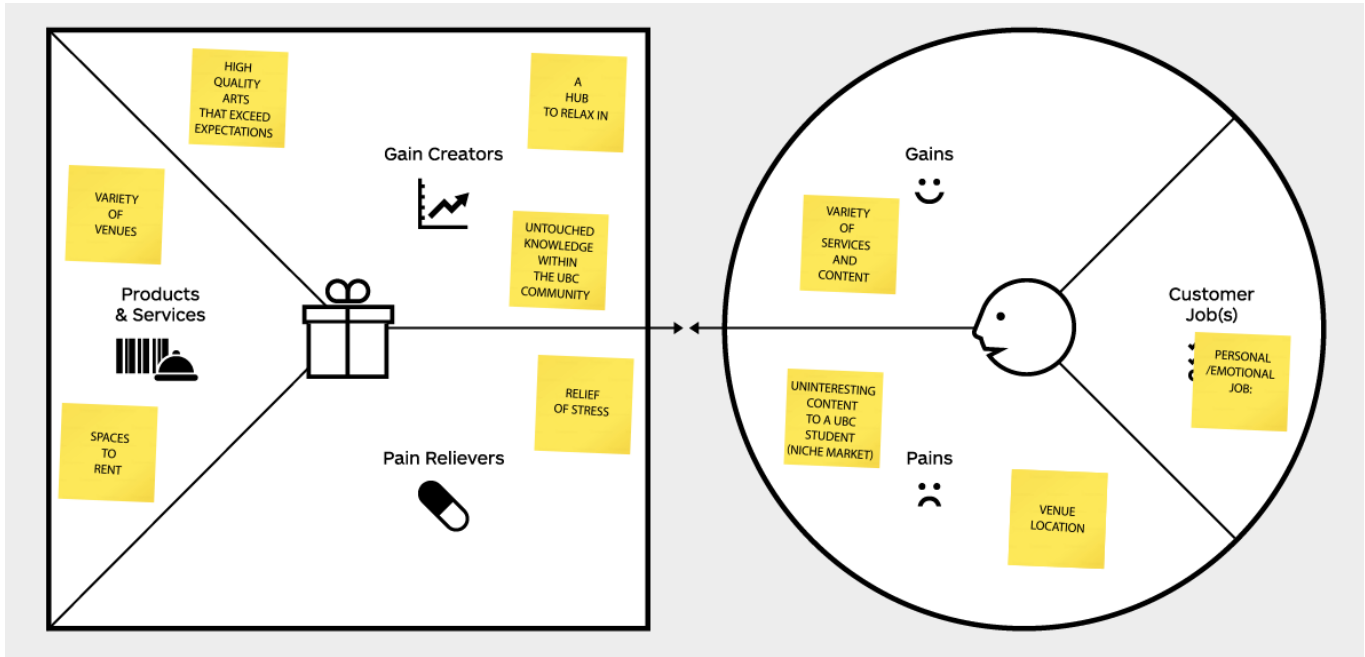 HIGH
QUALITY
ARTS
THAT EXCEED
EXPECTATIONS
A
HUB
TO RELAX IN
Gain Creators
VARIETY
OF
VENUES
UNTOUCHED
KNOWLEDGE
WITHIN
THE UBC
COMMUNITY
Products
& Services
RELIEF
OF STRESS
SPACES
TO
RENT
Pain Relievers
Gains
VARIETY
OF
SERVICES
AND
CONTENT
Customer
Job(s)
PERSONAL
/EMOTIONAL
JOB:
UNINTERESTING
CONTENT
TO A UBC
STUDENT
(NICHE MARKET)
Pains
VENUE
LOCATION